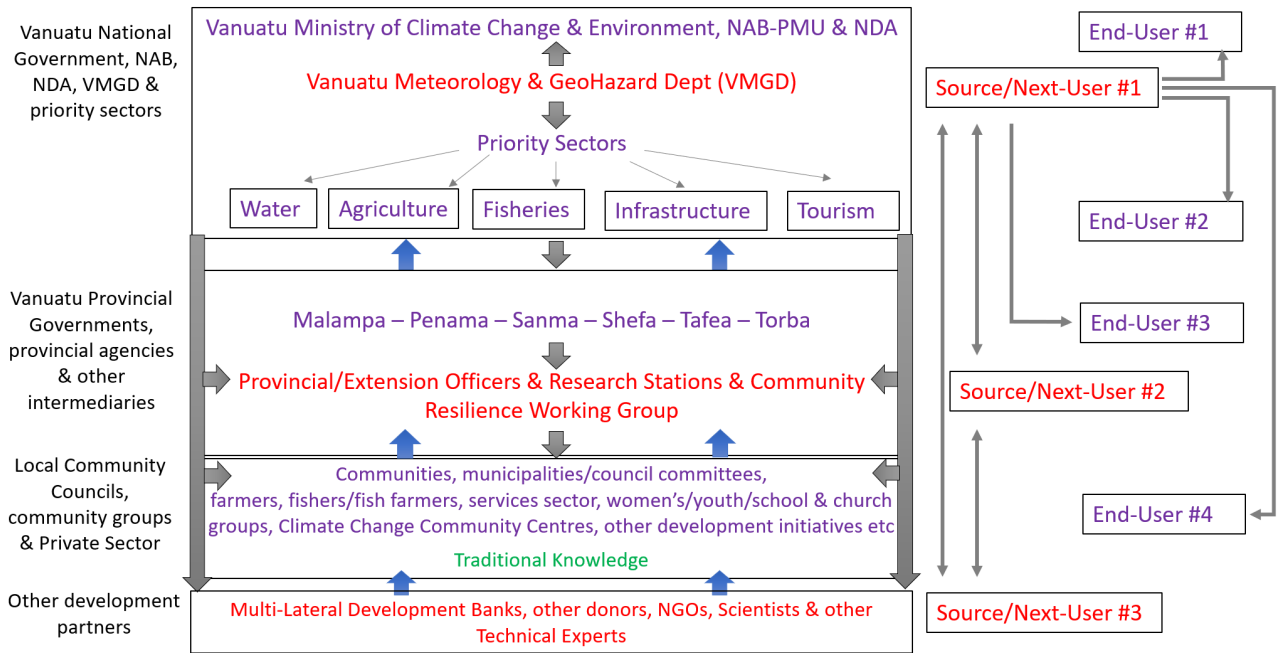 Vanuatu National
Government, NAB,
NDA, VMGD &
priority sectors
Vanuatu Ministry of Climate Change & Environment, NAB-PMU & NDA
Vanuatu Meteorology & GeoHazard Dept (VMGD)
Priority Sectors
Water
Agriculture
Fisheries
Infrastructure
Tourism
Vanuatu Provincial
Governments,
provincial agencies
& other
intermediaries
Malampa – Penama – Sanma – Shefa – Tafea – Torba
Provincial/Extension Officers & Research Stations & Community
Resilience Working Group
Local Community
Councils,
community groups
& Private Sector
Communities, municipalities/council committees,
farmers, fishers/fish farmers, services sector, women’s/youth/school & church
groups, Climate Change Community Centres, other development initiatives etc
Traditional Knowledge
Other development
partners
Multi-Lateral Development Banks, other donors, NGOs, Scientists & other
Technical Experts
End-User #1
Source/Next-User #1
End-User #2
End-User #3
Source/Next-User #2
End-User #4
Source/Next-User #3